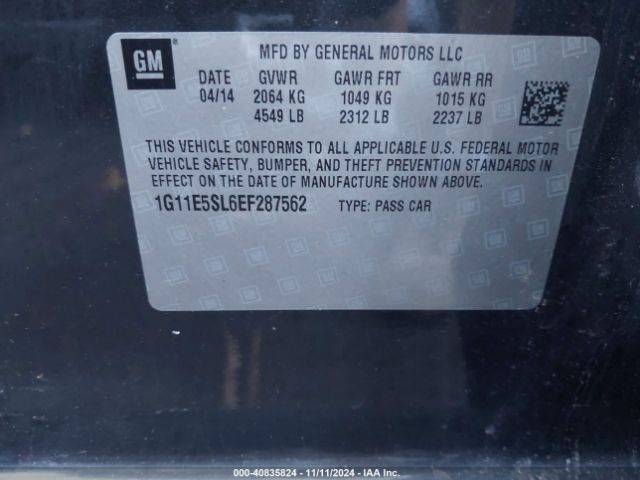 GM ®
MFD BY GENERAL MOTORS LLC
DATE GVWR GAWR FRT GAWR RR
04/14 2064 KG 1049 KG 1015 KG
4549 LB 2312 LB 2237 LB
THIS VEHICLE CONFORMS TO ALL APPLICABLE U.S. FEDERAL MOTOR
VEHICLE SAFETY, BUMPER, AND THEFT PREVENTION STANDARDS IN
EFFECT ON THE DATE OF MANUFACTURE SHOWN ABOVE.
1G11E5SL6EF287562 TYPE: PASS CAR
000-40835824 - 11/11/2024 - IAA Inc.